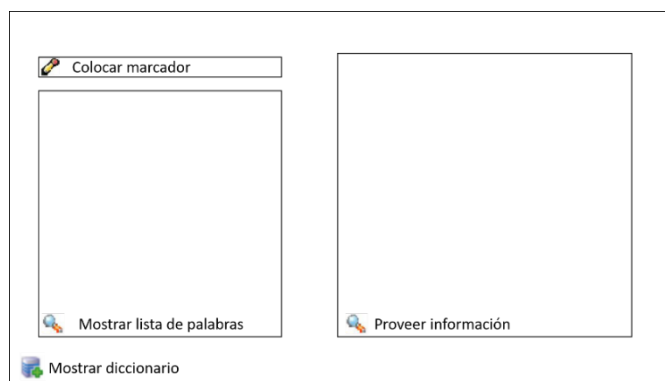 Colocar marcador
Mostrar lista de palabras
Proveer información
Mostrar diccionario